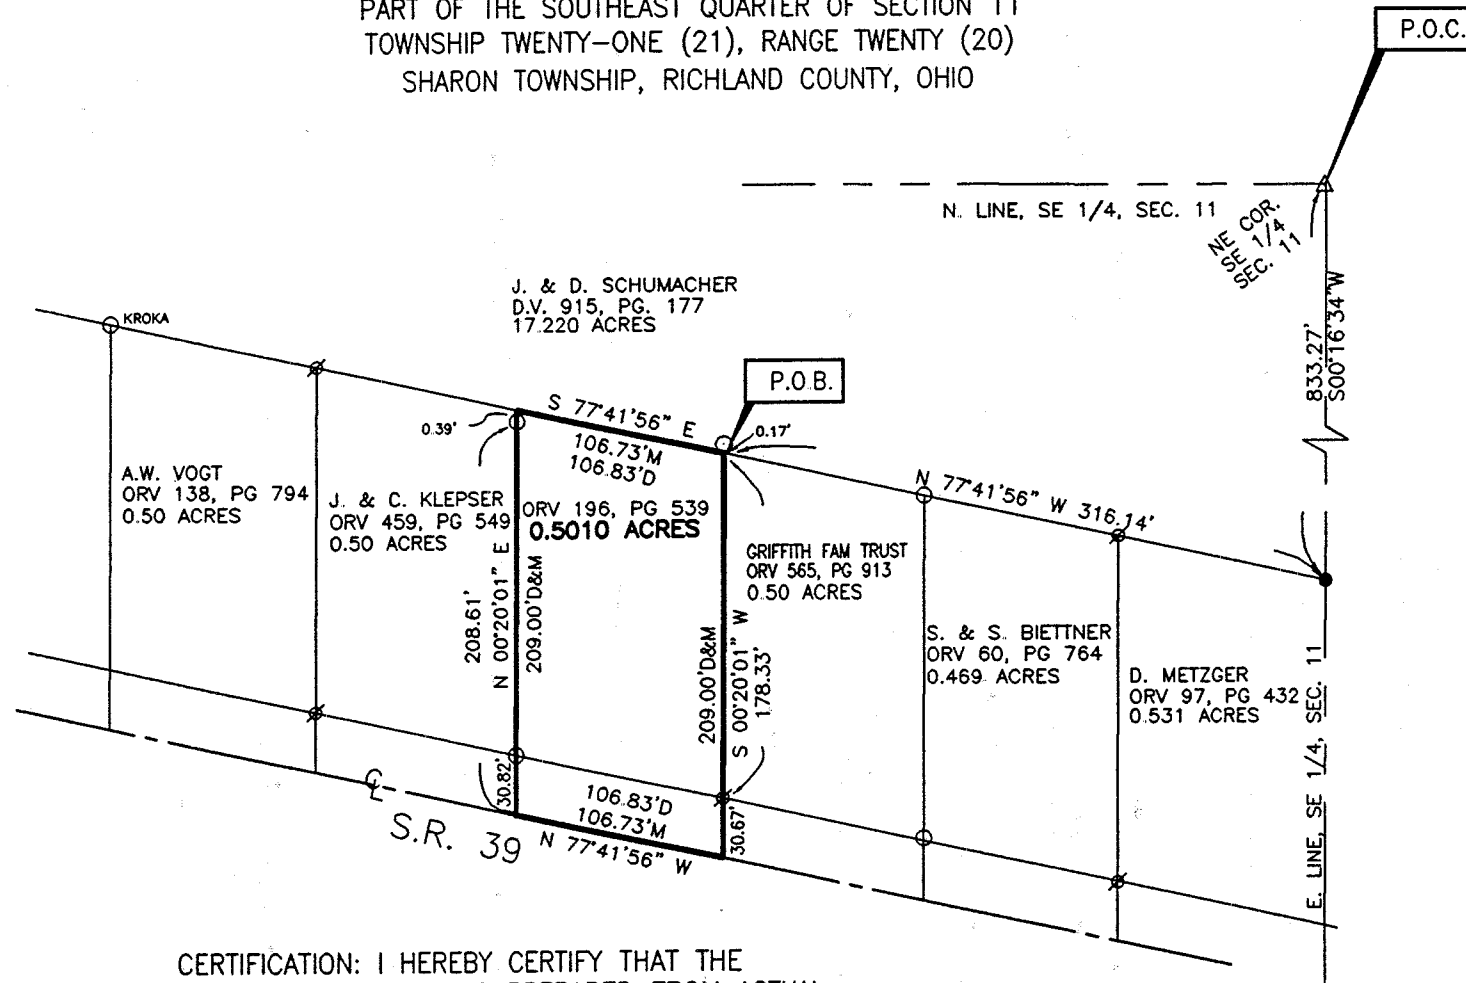 PART OF THE SOUTHEAST QUARTER OF SECTION 11
TOWNSHIP TWENTY-ONE (21), RANGE TWENTY (20)
SHARON TOWNSHIP, RICHLAND COUNTY, OHIO
P.O.C.
N. LINE, SE 1/4, SEC. 11
NE COR.
SE 1/4
SEC. 11
833.27'
S00°16'34"W
J. & D. SCHUMACHER
D.V. 915, PG. 177
17.220 ACRES
KROKA
P.O.B.
0.39'
S 77°41'56" E
106.73'M
106.83'D
0.17'
N 77°41'56" W 316.14'
A.W. VOGT
ORV 138, PG 794
0.50 ACRES
J. & C. KLEPSER
ORV 459, PG 549
0.50 ACRES
ORV 196, PG 539
0.5010 ACRES
GRIFFITH FAM TRUST
ORV 565, PG 913
0.50 ACRES
208.61'
N 00°20'01" E
209.00'D&M
209.00'D&M
S 00°20'01" W
178.33'
S. & S. BIETTNER
ORV 60, PG 764
0.469 ACRES
D. METZGER
ORV 97, PG 432
0.531 ACRES
E. LINE, SE 1/4, SEC. 11
30.82'
106.83'D
106.73'M
N 77°41'56" W
30.67'
CL
S.R. 39
CERTIFICATION: I HEREBY CERTIFY THAT THE